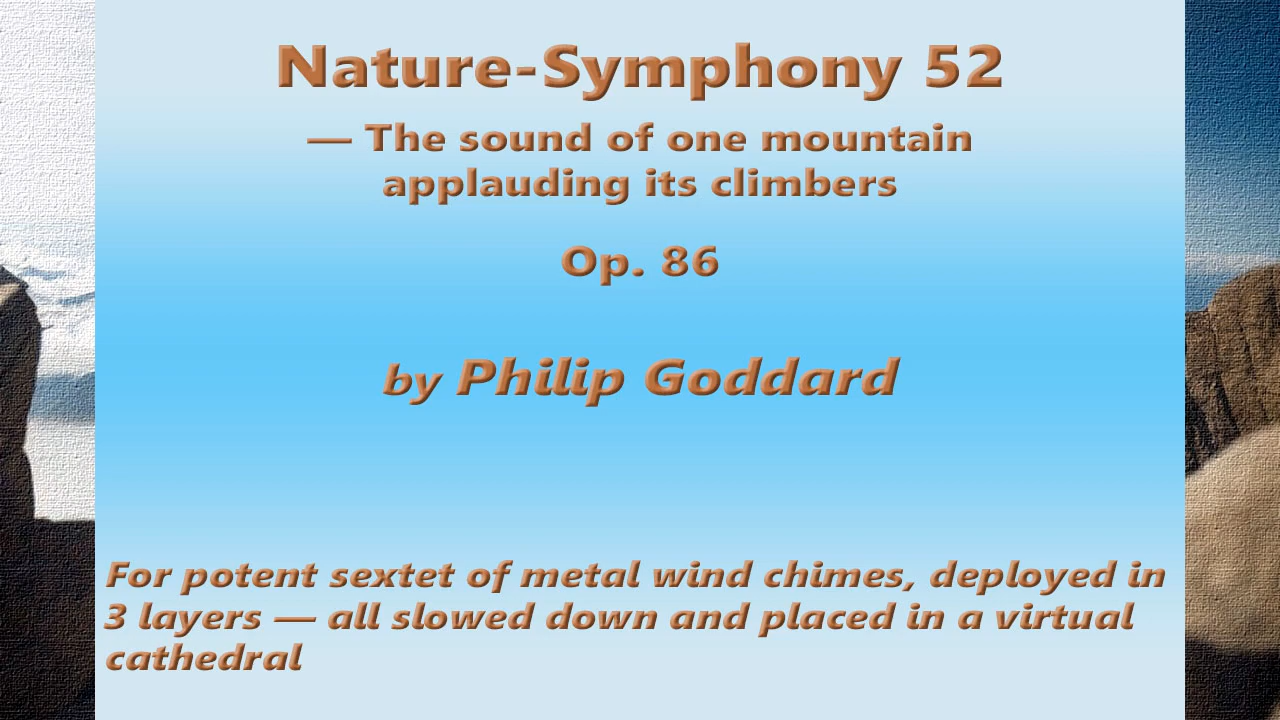 Nature-Symphony 52
— The sound of one mountain
applauding its climbers
Op. 86
by Philip Goddard
For potent sextet of metal wind chimes, deployed in
3 layers — all slowed down and placed in a virtual
cathedral